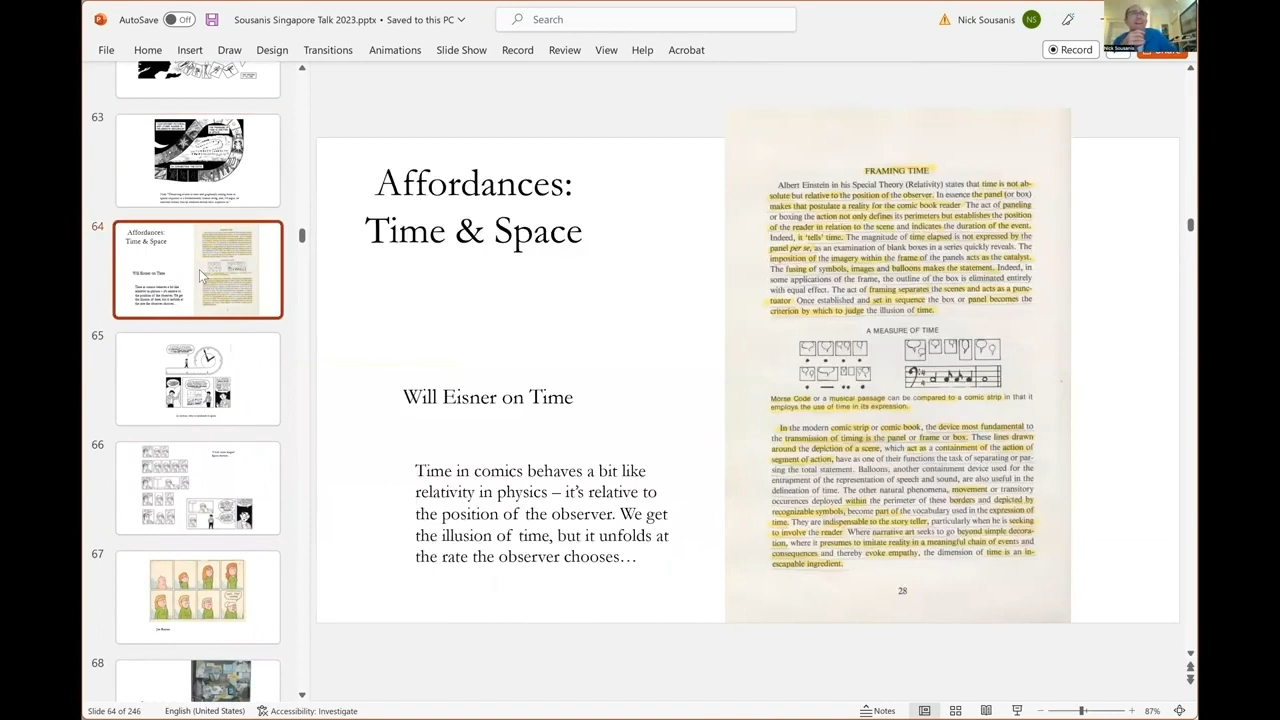 AutoSave
Off
Sousanis Singapore Talk 2023.pptx • Saved to this PC
Search
Nick Sousanis
NS
Nick Sousanis
File
Home
Insert
Draw
Design
Transitions
Animations
Slide Show
Record
Review
View
Help
Acrobat
Record
63
64
Affordances:
Time & Space
Will Eisner on Time
65
66
67
68
Affordances:
Time & Space
Will Eisner on Time
Time in comics behaves a bit like
relativity in physics – it's relative to
the position of the observer. We get
the illusion of time, but it unfolds at
the rate the observer chooses…
FRAMING TIME
Albert Einstein in his Special Theory (Relativity) states that time is not ab-
solute but relative to the position of the observer. In essence the panel (or box)
makes that postulate a reality for the comic book reader. The act of paneling
or boxing the action not only defines its perimeters but establishes the position
of the reader in relation to the scene and indicates the duration of the event.
Indeed, it 'tells' time. The magnitude of time elapsed is not expressed by the
panel per se, as an examination of blank boxes in a series quickly reveals. The
imposition of the imagery within the frame of the panels acts as the catalyst.
The fusing of symbols, images and balloons makes the statement. Indeed, in
some applications of the frame, the outline of the box is eliminated entirely
with equal effect. The act of framing separates the scenes and acts as a punc-
tuator. Once established and set in sequence the box or panel becomes the
criterion by which to judge the illusion of time.
A MEASURE OF TIME
Morse Code or a musical passage can be compared to a comic strip in that it
employs the use of time in its expression.
In the modern comic strip or comic book, the device most fundamental to
the transmission of timing is the panel or frame or box. These lines drawn
around the depiction of a scene, which act as a containment of the action or
segment of action, have as one of their functions the task of separating or par-
sing the total statement. Balloons, another containment device used for the
entrapment of the representation of speech and sound, are also useful in the
delineation of time. The other natural phenomena, movement or transitory
occurences deployed within the perimeter of these borders and depicted by
recognizable symbols, become part of the vocabulary used in the expression of
time. They are indispensable to the story teller, particularly when he is seeking
to involve the reader. Where narrative art seeks to go beyond simple decora-
tion, where it presumes to imitate reality in a meaningful chain of events and
consequences and thereby evoke empathy, the dimension of time is an in-
escapable ingredient.
28
Slide 64 of 246
English (United States)
Accessibility: Investigate
Notes
87%